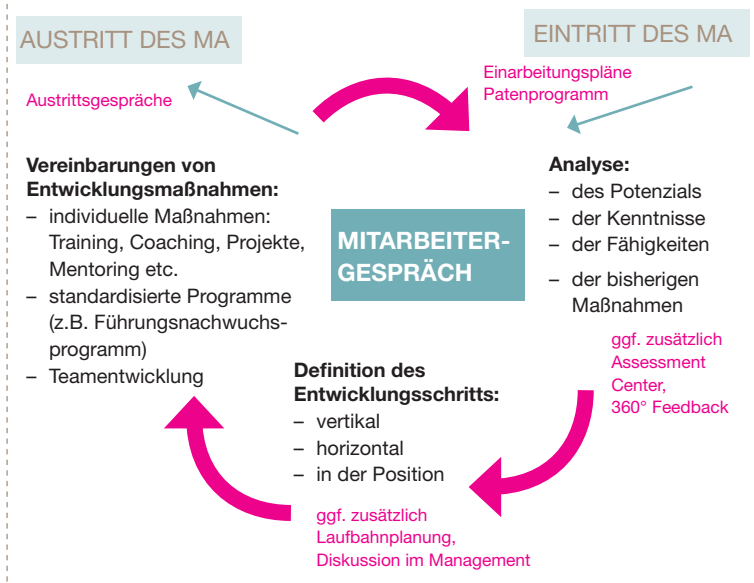 AUSTRITT DES MA
Austrittsgespräche
EINTRITT DES MA
Einarbeitungspläne
Patenprogramm
Vereinbarungen von
Entwicklungsmaßnahmen:
– individuelle Maßnahmen:
Training, Coaching, Projekte,
Mentoring etc.
– standardisierte Programme
(z.B. Führungsnachwuchs-
programm)
– Teamentwicklung
MITARBEITER-
GESPRÄCH
Analyse:
– des Potenzials
– der Kenntnisse
– der Fähigkeiten
– der bisherigen
Maßnahmen
ggf. zusätzlich
Assessment
Center,
360° Feedback
Definition des
Entwicklungsschritts:
– vertikal
– horizontal
– in der Position
ggf. zusätzlich
Laufbahnplanung,
Diskussion im Management